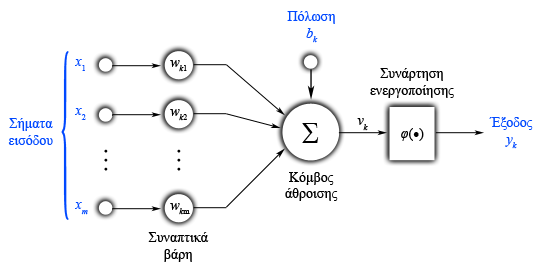 Πόλωση
b_k
Σήματα
εισόδου
x_1
w_k1
x_2
w_k2
x_m
w_km
Συναπτικά
βάρη
Σ
Κόμβος
άθροισης
v_k
Συνάρτηση
ενεργοποίησης
φ(•)
Έξοδος
y_k